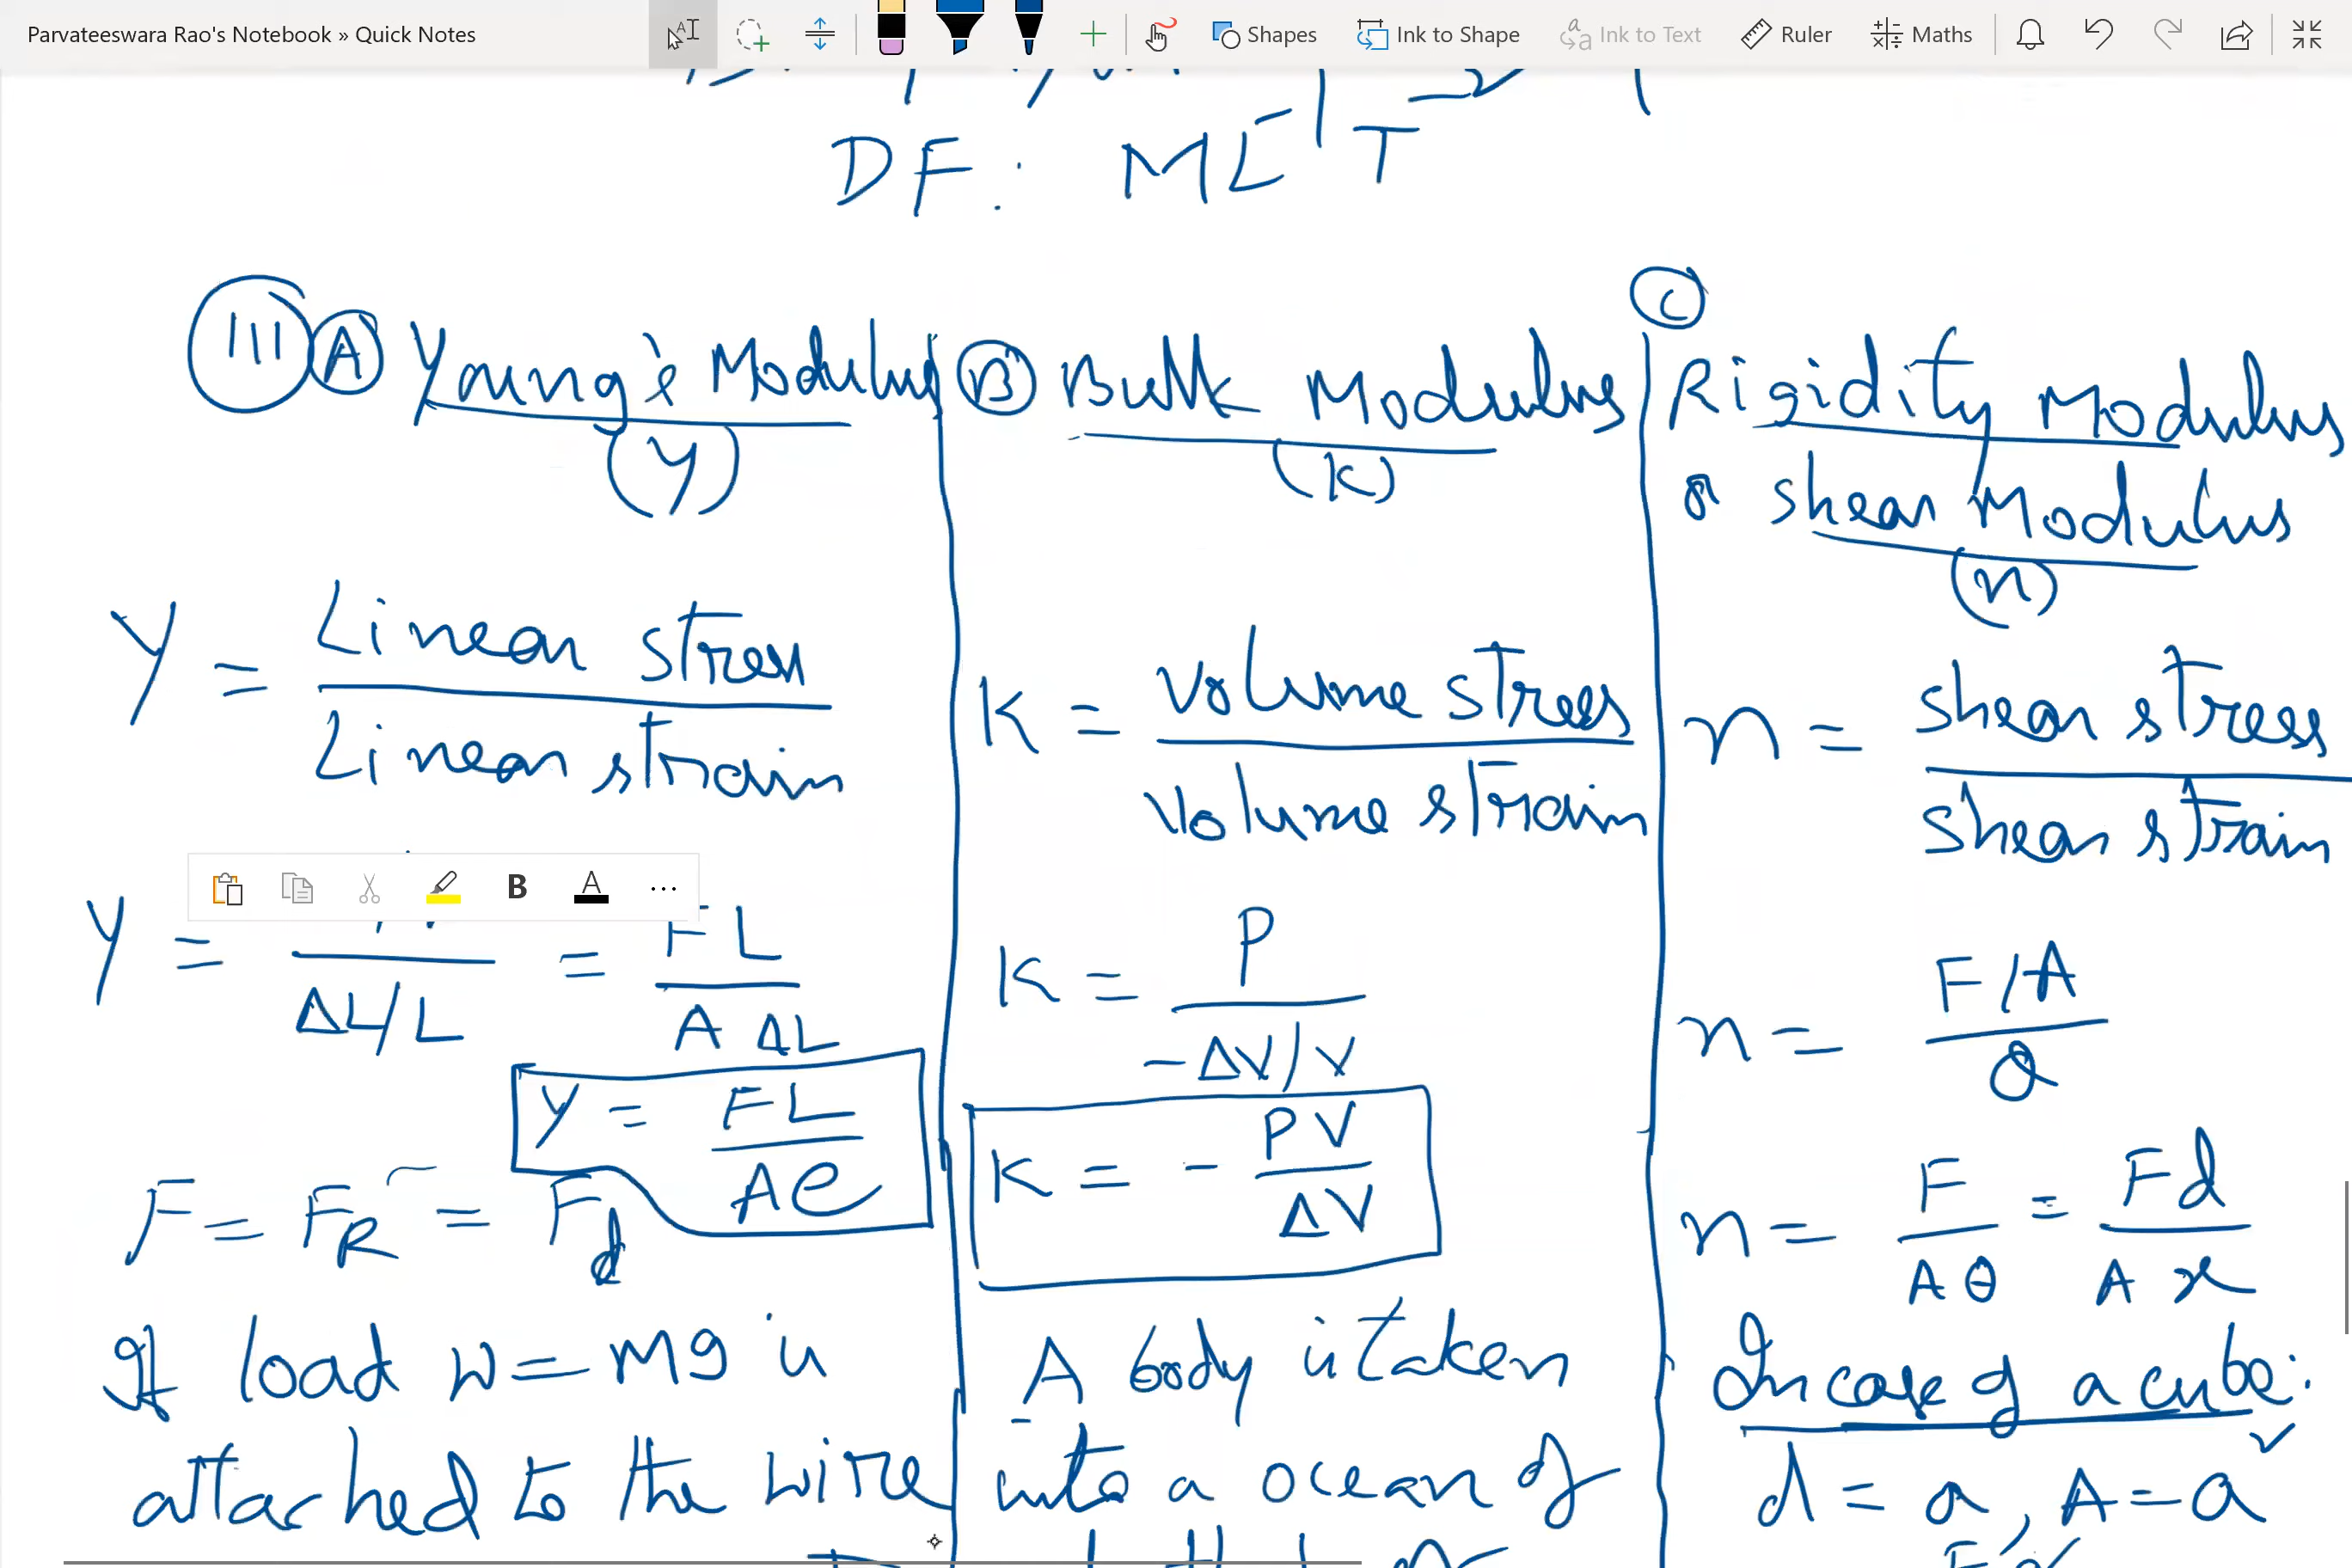 Parvateeswara Rao's Notebook » Quick Notes
Shapes Ink to Shape Ink to Text Ruler Maths
DF: ML⁻¹T
III A Young's Modulus
(Y)
Y = Linear stress / Linear strain
Y = / ΔL/L = FL / A ΔL
Y = FL / Ae
F = F_R = F_d
If load W = Mg is
attached to the wire
B Bulk Modulus
(K)
K = volume stress / volume strain
K = P / -ΔV/V
K = - PV / ΔV
A body is taken
into a ocean of
C
Rigidity Modulus
or shear Modulus
(n)
n = shear stress / shear strain
n = F/A / θ
n = F / Aθ = Fd / A x
In case of a cube:
d = a, A = a²